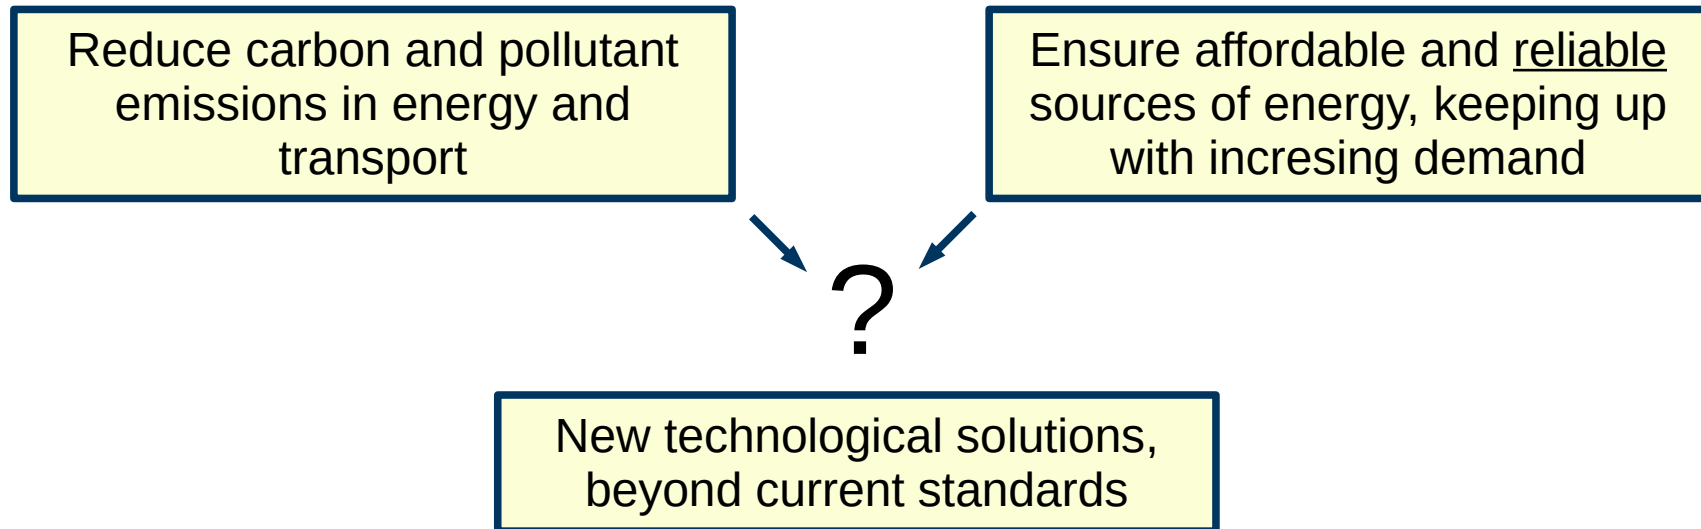 Reduce carbon and pollutant
emissions in energy and
transport
Ensure affordable and reliable
sources of energy, keeping up
with incresing demand
?
New technological solutions,
beyond current standards